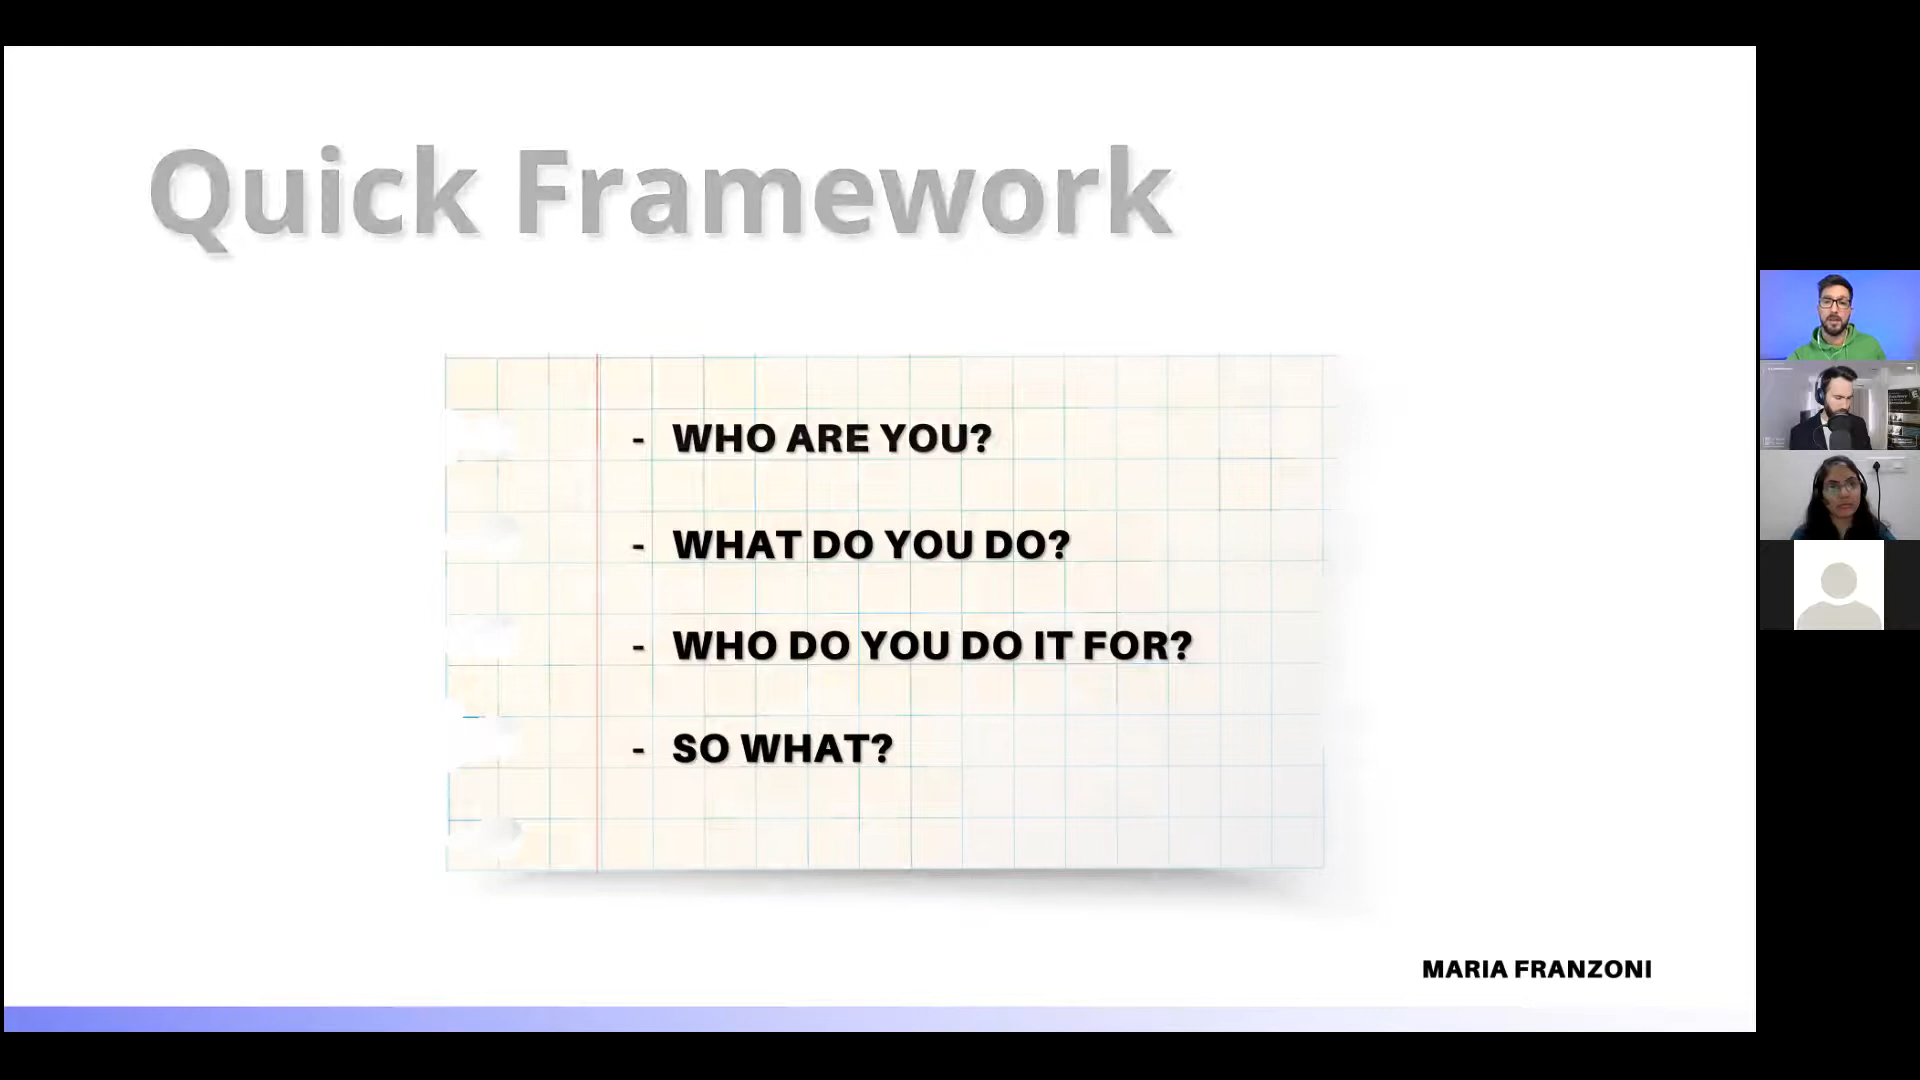 Quick Framework
- WHO ARE YOU?
- WHAT DO YOU DO?
- WHO DO YOU DO IT FOR?
- SO WHAT?
MARIA FRANZONI